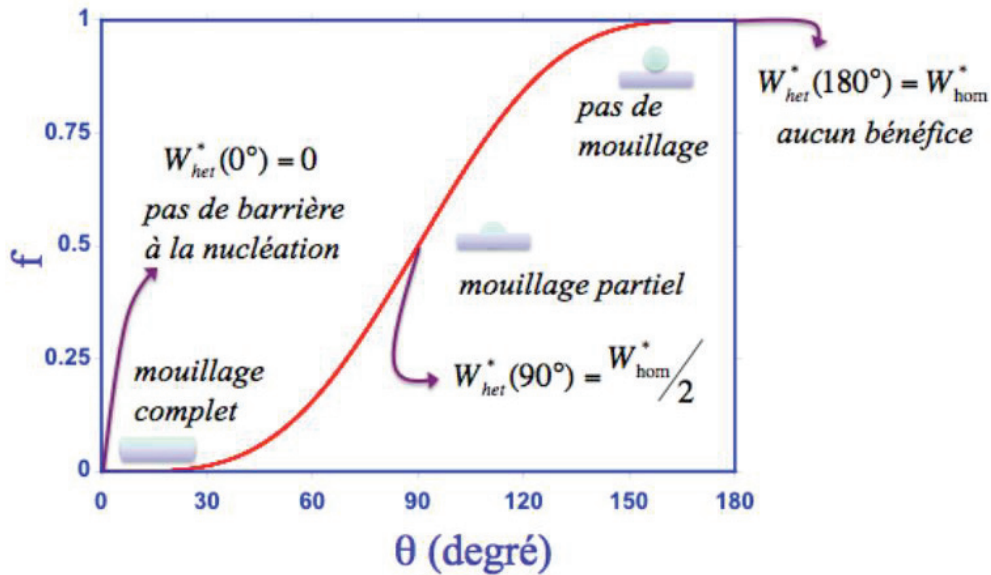 1
0.75
0.5
0.25
0
f
W*het(0°) = 0
pas de barrière
à la nucléation
mouillage
complet
pas de
mouillage
W*het(180°) = W*hom
aucun bénéfice
mouillage partiel
W*het(90°) = W*hom/2
0 30 60 90 120 150 180
θ (degré)